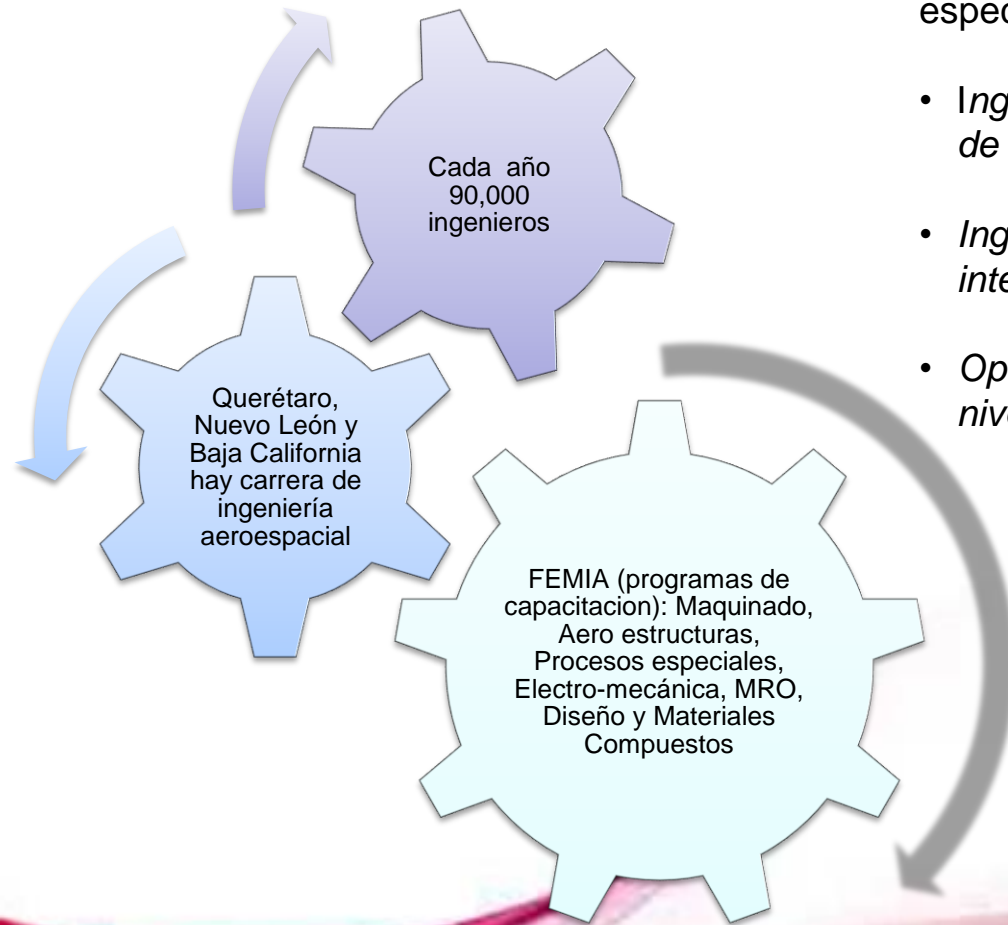 Cada año
90,000
ingenieros
Querétaro,
Nuevo León y
Baja California
hay carrera de
ingeniería
aeroespacial
FEMIA (programas de
capacitacion): Maquinado,
Aero estructuras,
Procesos especiales,
Electro-mecánica, MRO,
Diseño y Materiales
Compuestos
•
• de
•
•